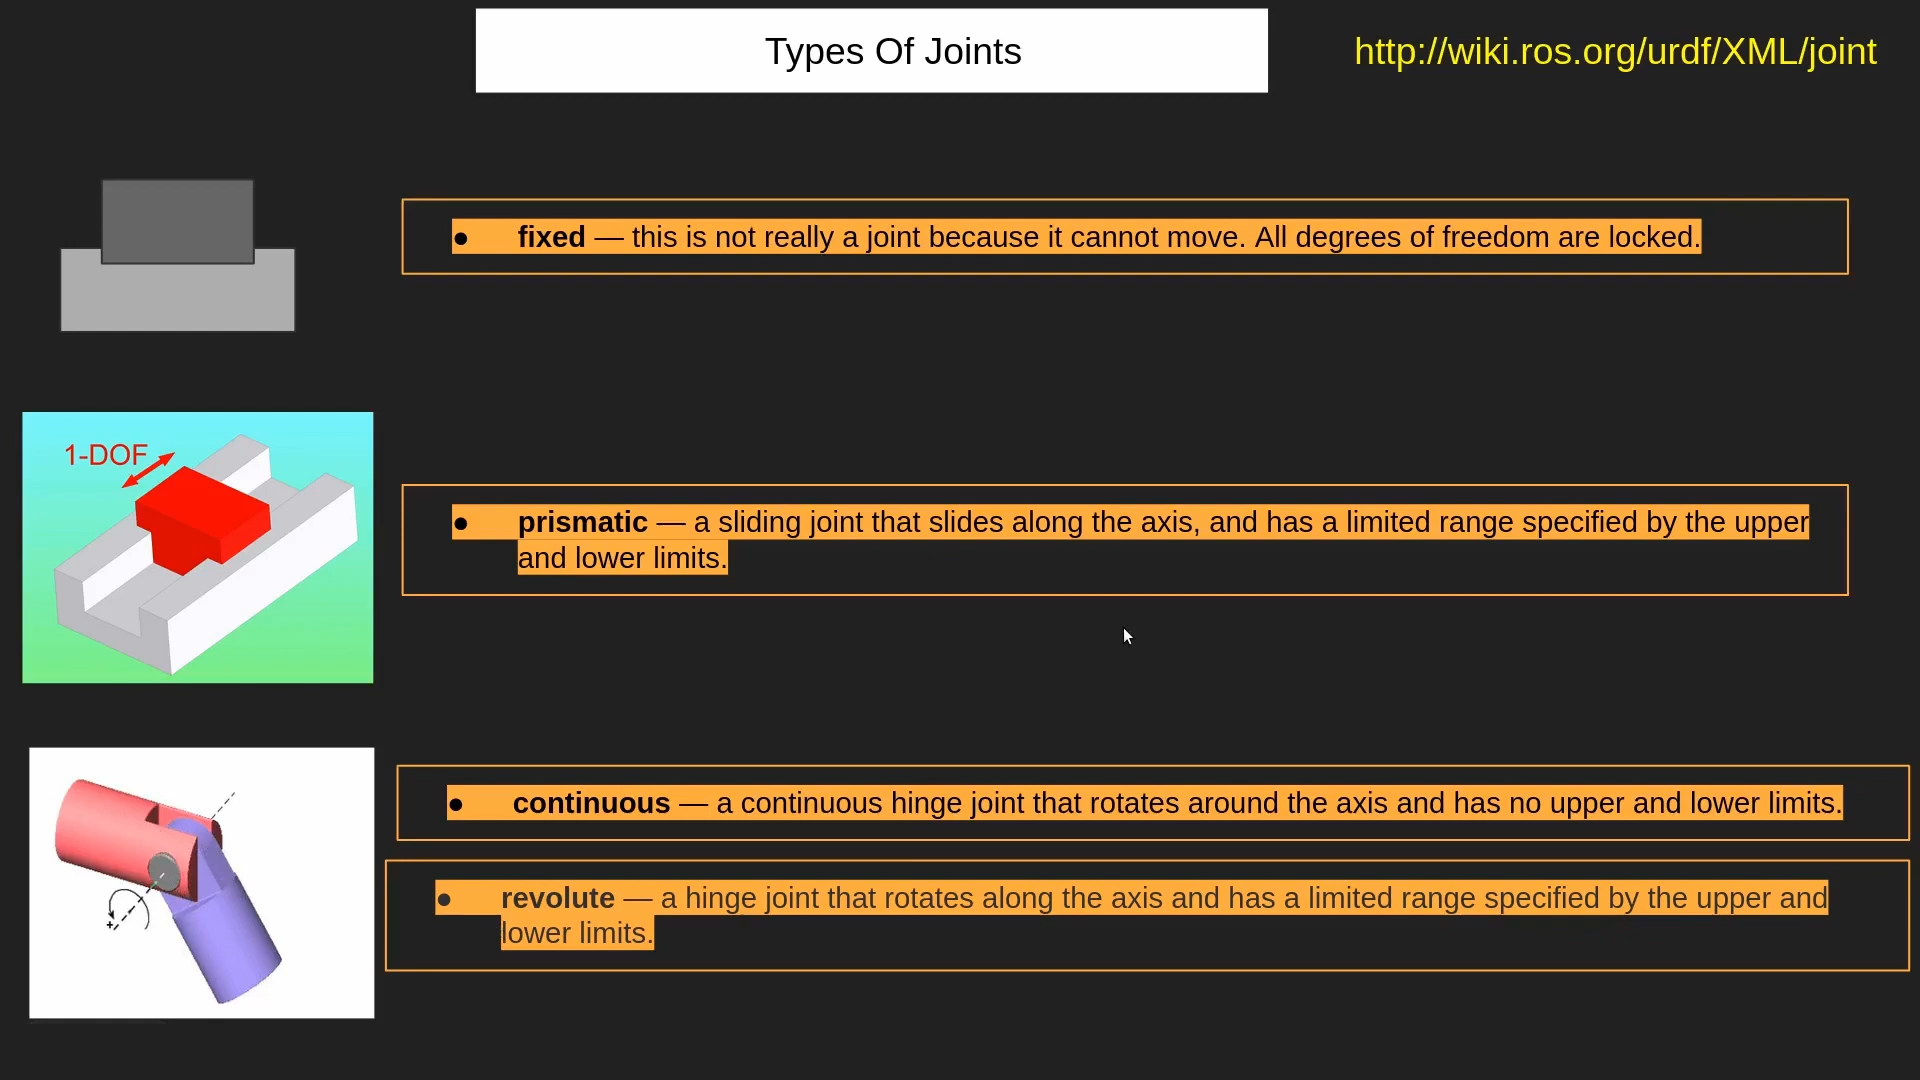 Types Of Joints
http://wiki.ros.org/urdf/XML/joint
● fixed — this is not really a joint because it cannot move. All degrees of freedom are locked.
1-DOF
● prismatic — a sliding joint that slides along the axis, and has a limited range specified by the upper
and lower limits.
● continuous — a continuous hinge joint that rotates around the axis and has no upper and lower limits.
● revolute — a hinge joint that rotates along the axis and has a limited range specified by the upper and
lower limits.
+